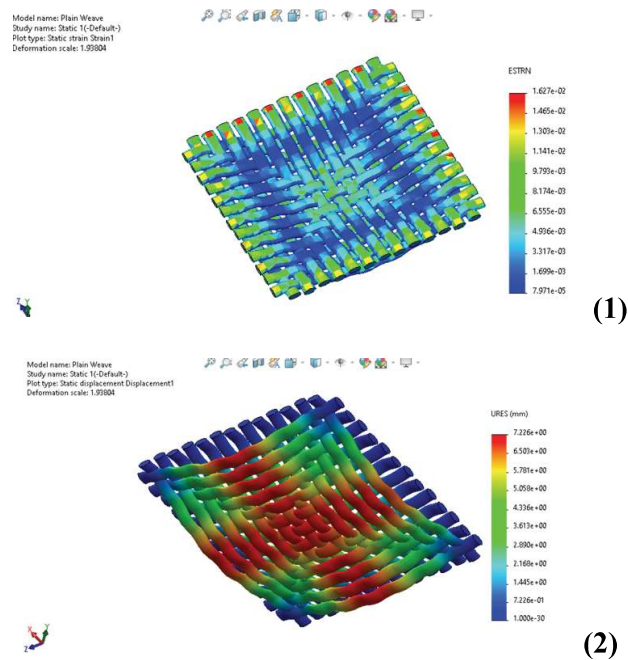 Model name: Plain Weave
Study name: Static 1(-Default-)
Plot type: Static strain Strain1
Deformation scale: 1.93804
ESTRN
1.627e-02
1.465e-02
1.303e-02
1.141e-02
9.793e-03
8.174e-03
6.555e-03
4.936e-03
3.317e-03
1.699e-03
7.971e-05
Z
Y
(1)
Model name: Plain Weave
Study name: Static 1(-Default-)
Plot type: Static displacement Displacement1
Deformation scale: 1.93804
URES (mm)
7.226e+00
6.503e+00
5.781e+00
5.058e+00
4.336e+00
3.613e+00
2.890e+00
2.168e+00
1.445e+00
7.226e-01
1.000e-30
X
Y
Z
(2)